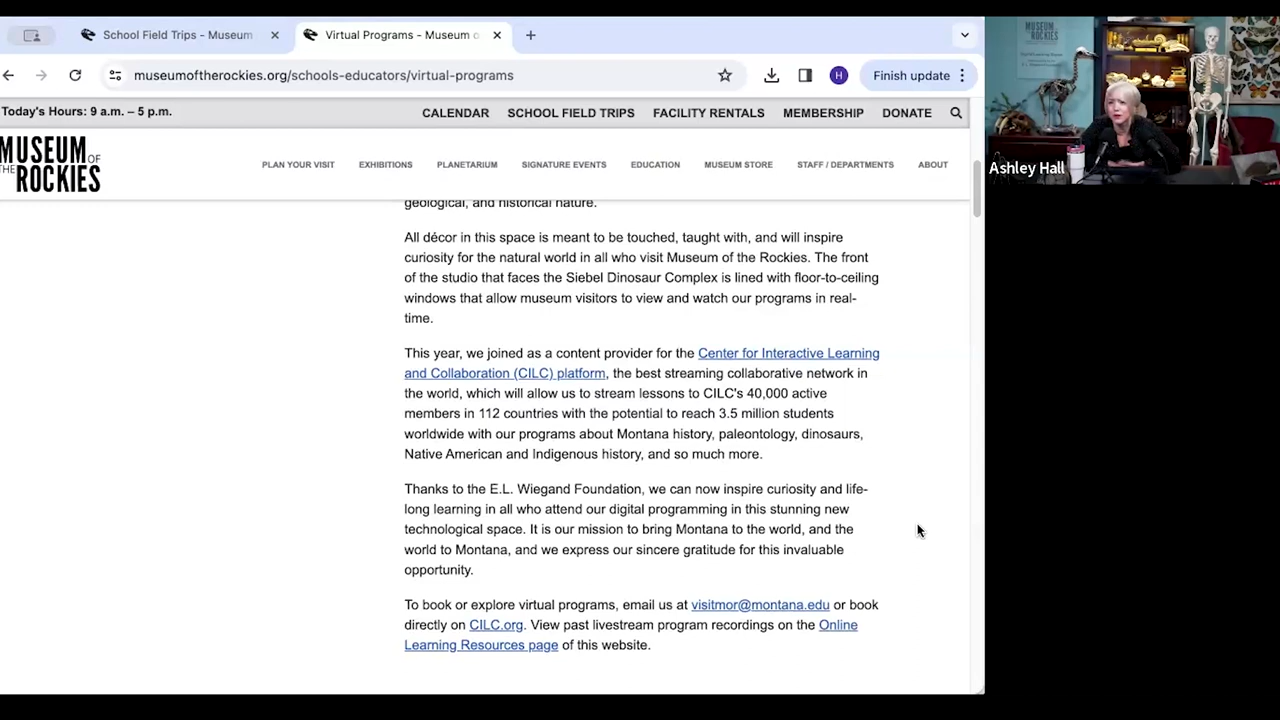 School Field Trips - Museum
Virtual Programs - Museum o
museumoftherockies.org/schools-educators/virtual-programs
H
Finish update
Today's Hours: 9 a.m. – 5 p.m.
CALENDAR SCHOOL FIELD TRIPS FACILITY RENTALS MEMBERSHIP DONATE
MUSEUM OF
THE ROCKIES
PLAN YOUR VISIT EXHIBITIONS PLANETARIUM SIGNATURE EVENTS EDUCATION MUSEUM STORE STAFF / DEPARTMENTS ABOUT
geological, and historical nature.
All décor in this space is meant to be touched, taught with, and will inspire
curiosity for the natural world in all who visit Museum of the Rockies. The front
of the studio that faces the Siebel Dinosaur Complex is lined with floor-to-ceiling
windows that allow museum visitors to view and watch our programs in real-
time.
This year, we joined as a content provider for the Center for Interactive Learning
and Collaboration (CILC) platform, the best streaming collaborative network in
the world, which will allow us to stream lessons to CILC's 40,000 active
members in 112 countries with the potential to reach 3.5 million students
worldwide with our programs about Montana history, paleontology, dinosaurs,
Native American and Indigenous history, and so much more.
Thanks to the E.L. Wiegand Foundation, we can now inspire curiosity and life-
long learning in all who attend our digital programming in this stunning new
technological space. It is our mission to bring Montana to the world, and the
world to Montana, and we express our sincere gratitude for this invaluable
opportunity.
To book or explore virtual programs, email us at visitmor@montana.edu or book
directly on CILC.org. View past livestream program recordings on the Online
Learning Resources page of this website.
MUSEUM OF
ROCKIES
Ashley Hall